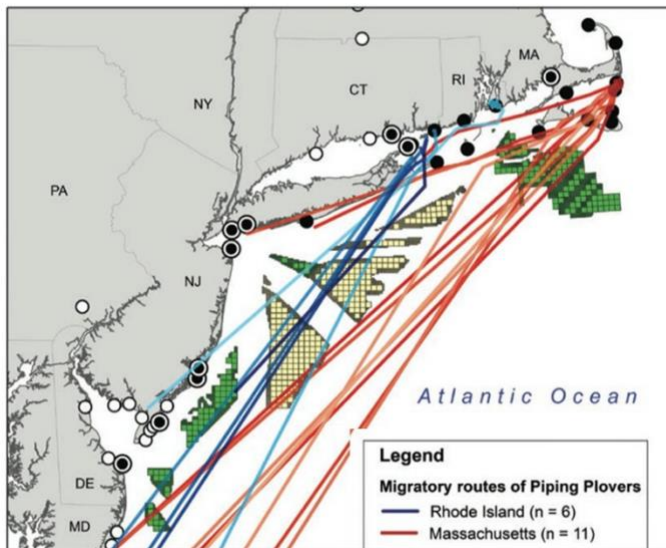 MA
NY
CT
RI
PA
NJ
Atlantic Ocean
Legend
Migratory routes of Piping Plovers
DE
Rhode Island (n = 6)
MD
Massachusetts (n = 11)